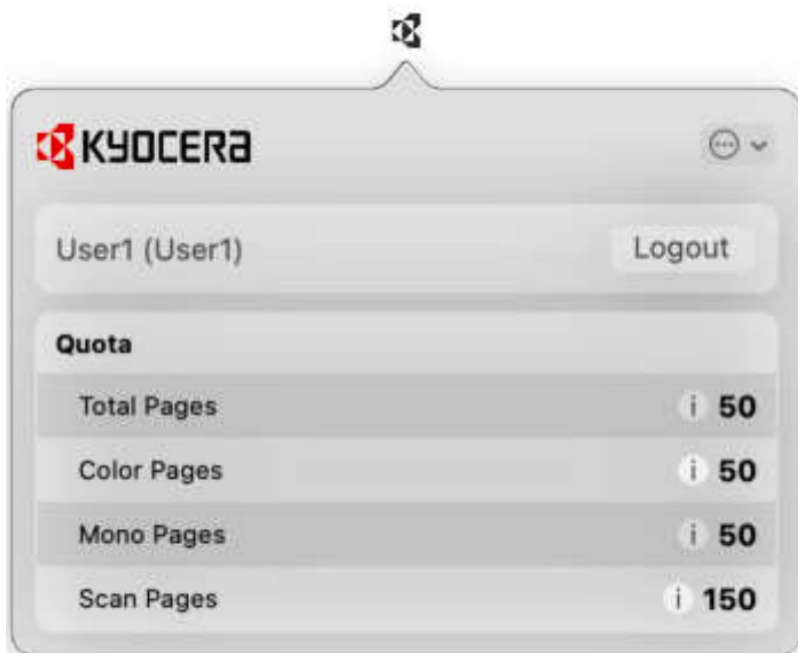 KYOCERA
User1 (User1) Logout
Quota
Total Pages i 50
Color Pages i 50
Mono Pages i 50
Scan Pages i 150